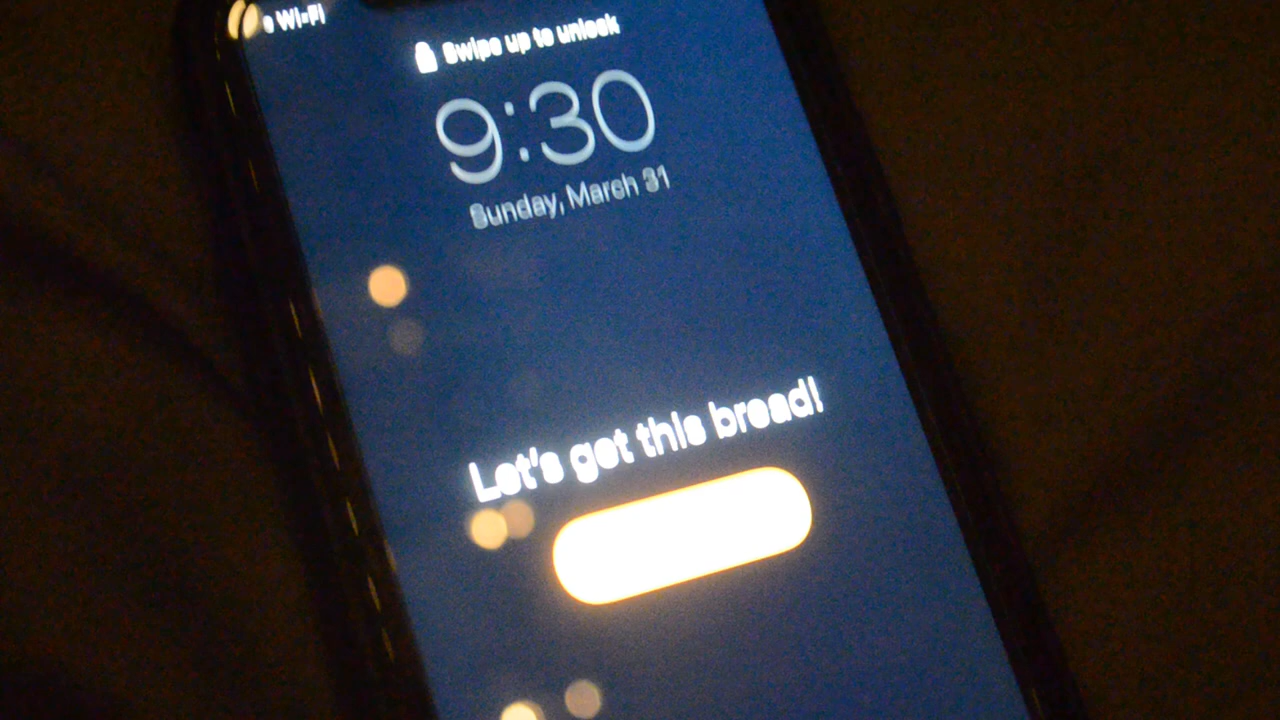 Wi-Fi
Swipe up to unlock
9:30
Sunday, March 31
Let's get this bread!